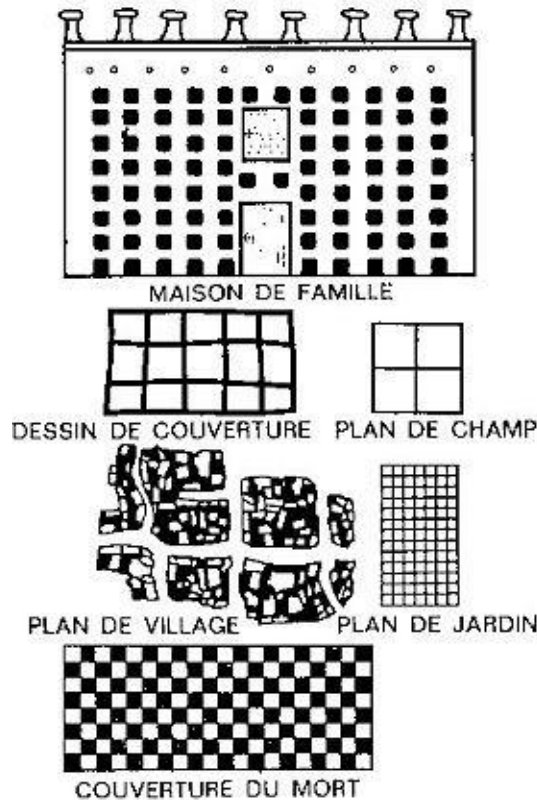 MAISON DE FAMILLE
DESSIN DE COUVERTURE
PLAN DE CHAMP
PLAN DE VILLAGE
PLAN DE JARDIN
COUVERTURE DU MORT